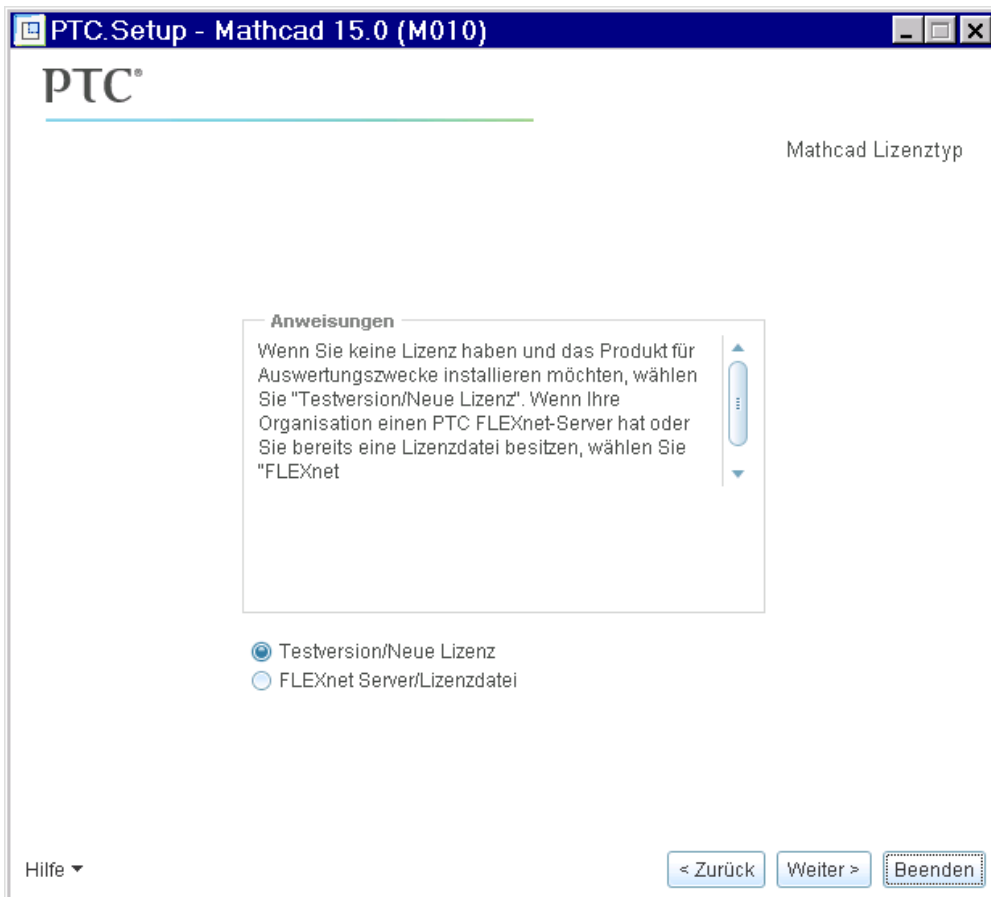 PTC.Setup - Mathcad 15.0 (M010)
PTC®
Mathcad Lizenztyp
Anweisungen
Wenn Sie keine Lizenz haben und das Produkt für
Auswertungszwecke installieren möchten, wählen
Sie "Testversion/Neue Lizenz". Wenn Ihre
Organisation einen PTC FLEXnet-Server hat oder
Sie bereits eine Lizenzdatei besitzen, wählen Sie
"FLEXnet
Testversion/Neue Lizenz
FLEXnet Server/Lizenzdatei
Hilfe
< Zurück
Weiter >
Beenden